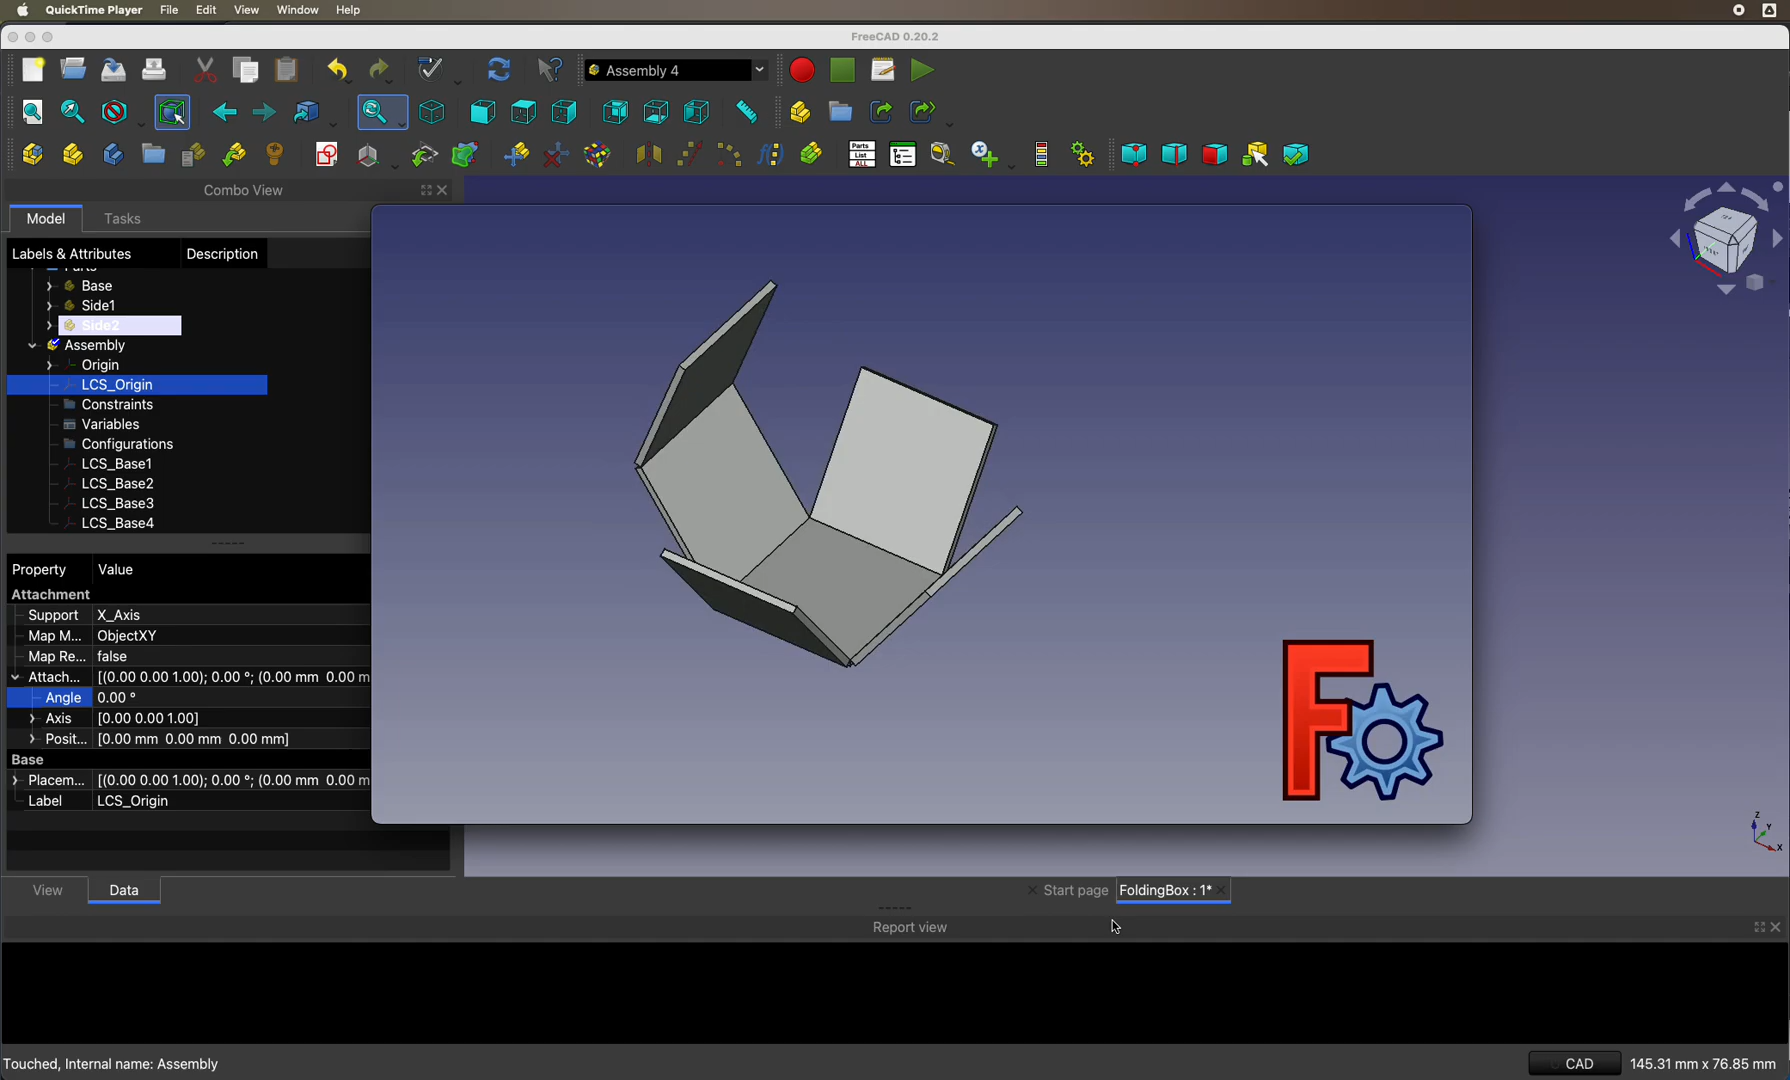 QuickTime Player File Edit View Window Help
FreeCAD 0.20.2
Assembly 4
Parts List ALL
Combo View
Model Tasks
Labels & Attributes Description
Parts
Base
Side1
Side2
Assembly
Origin
LCS_Origin
Constraints
Variables
Configurations
LCS_Base1
LCS_Base2
LCS_Base3
LCS_Base4
Property Value
Attachment
Support X_Axis
Map M... ObjectXY
Map Re... false
Attach... [(0.00 0.00 1.00); 0.00 °; (0.00 mm 0.00 m
Angle 0.00 °
Axis [0.00 0.00 1.00]
Posit... [0.00 mm 0.00 mm 0.00 mm]
Base
Placem... [(0.00 0.00 1.00); 0.00 °; (0.00 mm 0.00 m
Label LCS_Origin
Z
Y
X
View Data
Start page FoldingBox : 1*
Report view
Touched, Internal name: Assembly
CAD 145.31 mm x 76.85 mm